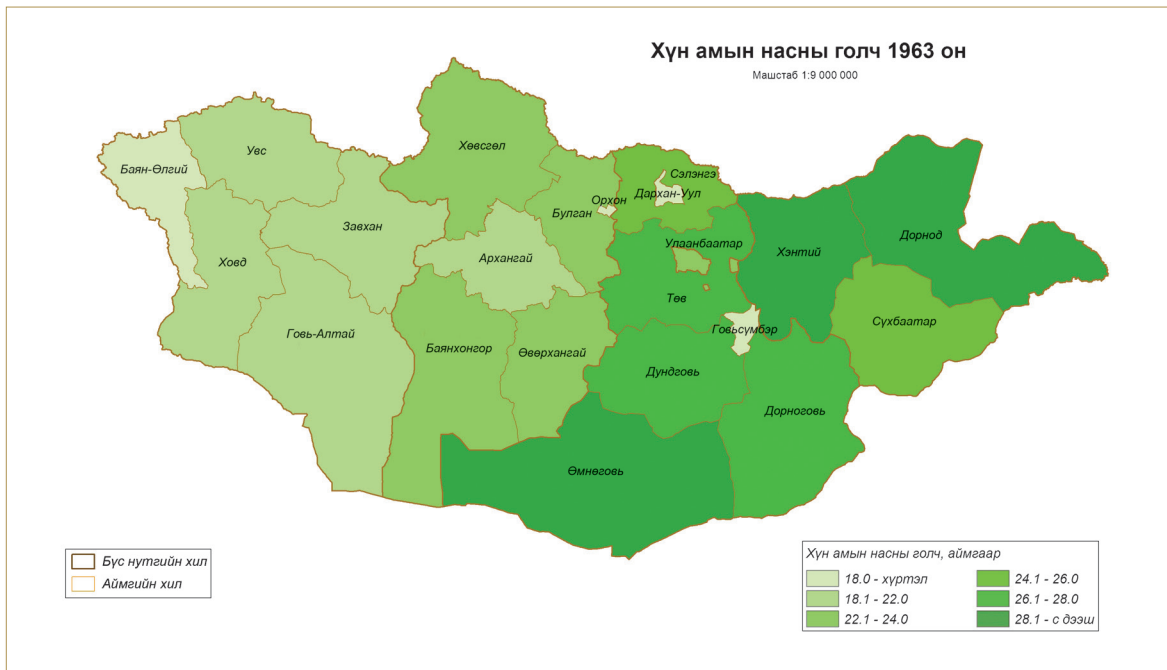 Хүн амын насны голч 1963 он
Машстаб 1:9 000 000
Хөвсгөл
Увс
Баян-Өлгий
Сэлэнгэ
Дархан-Уул
Орхон
Булган
Завхан
Улаанбаатар
Хэнтий
Дорнод
Архангай
Ховд
Төв
Сүхбаатар
Говьсүмбэр
Говь-Алтай
Баянхонгор
Өвөрхангай
Дундговь
Дорноговь
Өмнөговь
Бүс нутгийн хил
Аймгийн хил
Хүн амын насны голч, аймгаар
18.0 - хүртэл
18.1 - 22.0
22.1 - 24.0
24.1 - 26.0
26.1 - 28.0
28.1 - с дээш